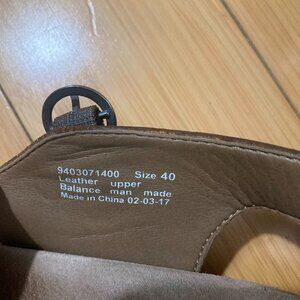 9403071400 Size 40
Leather upper
Balance man made
Made in China 02-03-17